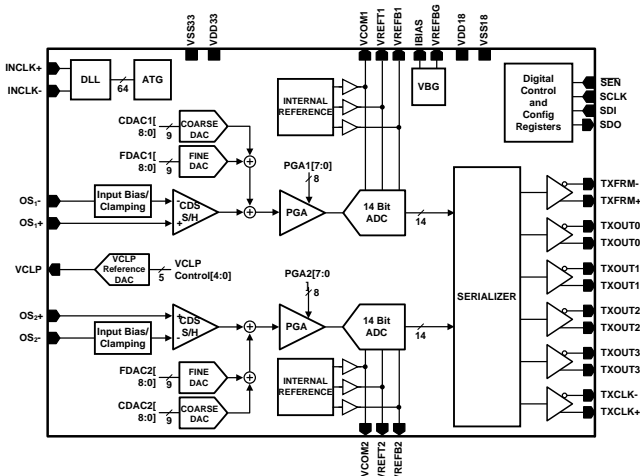 VSS33
VDD33
VCOM1
VREFT1
VREFB1
IBIAS
VREFBG
VDD18
VSS18
INCLK+
INCLK-
DLL
64
ATG
INTERNAL
REFERENCE
VBG
Digital
Control
and
Config
Registers
SEN
SCLK
SDI
SDO
CDAC1[
8:0]
9
COARSE
DAC
FDAC1[
8:0]
9
FINE
DAC
PGA1[7:0]
8
OS1-
OS1+
Input Bias/
Clamping
-
+
CDS
S/H
PGA
14 Bit
ADC
14
VCLP
VCLP
Reference
DAC
5
VCLP
Control[4:0]
PGA2[7:0
8
OS2+
OS2-
Input Bias/
Clamping
+
-
CDS
S/H
PGA
14 Bit
ADC
14
FDAC2[
8:0]
9
FINE
DAC
CDAC2[
8:0]
9
COARSE
DAC
INTERNAL
REFERENCE
SERIALIZER
TXFRM-
TXFRM+
TXOUT0
TXOUT0
TXOUT1
TXOUT1
TXOUT2
TXOUT2
TXOUT3
TXOUT3
TXCLK-
TXCLK+
VCOM2
VREFT2
VREFB2